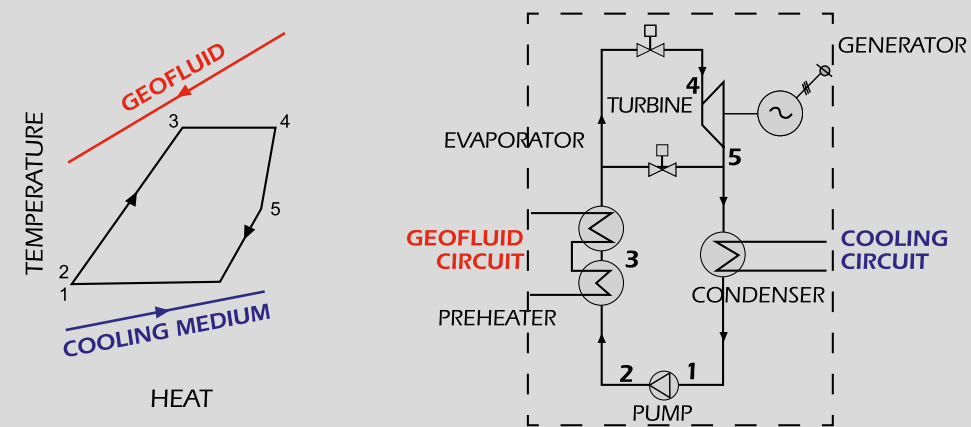 GEOFLUID
3
4
TEMPERATURE
5
2
1
COOLING MEDIUM
HEAT
GENERATOR
4
TURBINE
EVAPORATOR
5
GEOFLUID
CIRCUIT
3
COOLING
CIRCUIT
CONDENSER
PREHEATER
2
1
PUMP